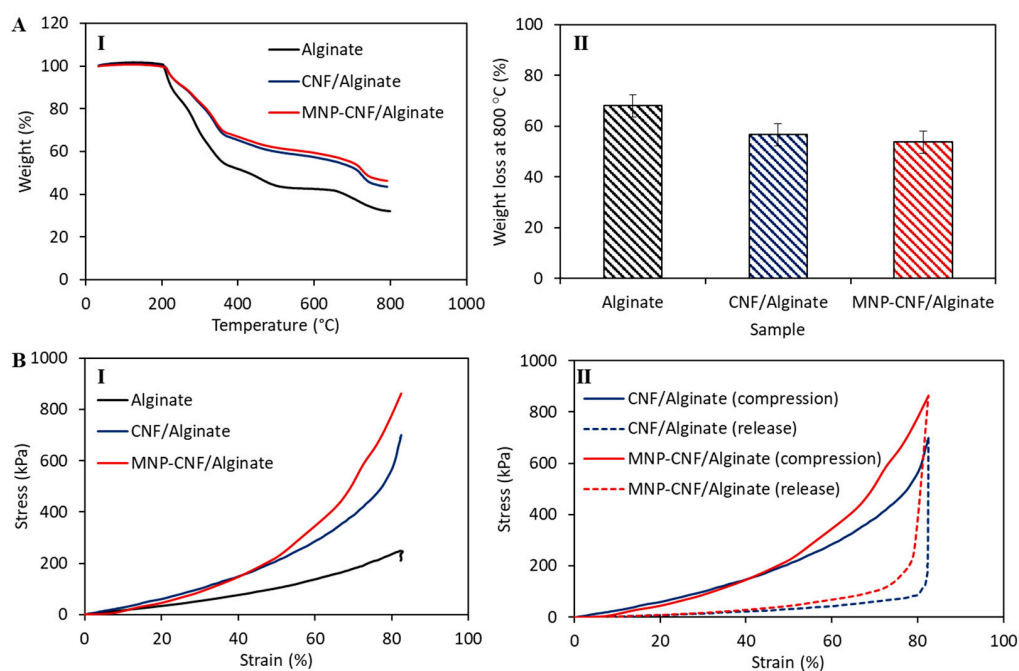 A
I
120
100
80
60
40
20
0
Weight (%)
Alginate
CNF/Alginate
MNP-CNF/Alginate
0
200
400
600
800
1000
Temperature (°C)
II
100
80
60
40
20
0
Weight loss at 800 °C (%)
Alginate
CNF/Alginate
MNP-CNF/Alginate
Sample
B
I
1000
800
600
400
200
0
Stress (kPa)
Alginate
CNF/Alginate
MNP-CNF/Alginate
0
20
40
60
80
100
Strain (%)
II
1000
800
600
400
200
0
Stress (kPa)
CNF/Alginate (compression)
CNF/Alginate (release)
MNP-CNF/Alginate (compression)
MNP-CNF/Alginate (release)
0
20
40
60
80
100
Strain (%)